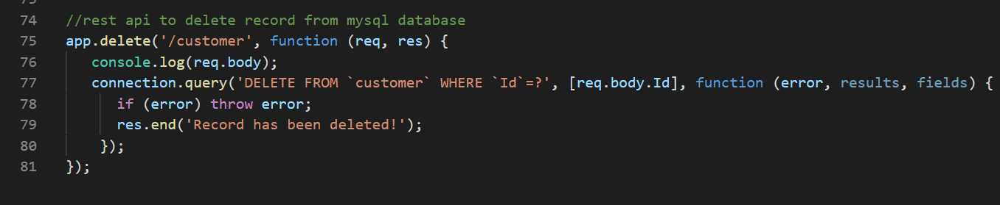 74 //rest api to delete record from mysql database
75 app.delete('/customer', function (req, res) {
76 console.log(req.body);
77 connection.query('DELETE FROM `customer` WHERE `Id`=?', [req.body.Id], function (error, results, fields) {
78 if (error) throw error;
79 res.end('Record has been deleted!');
80 });
81 });